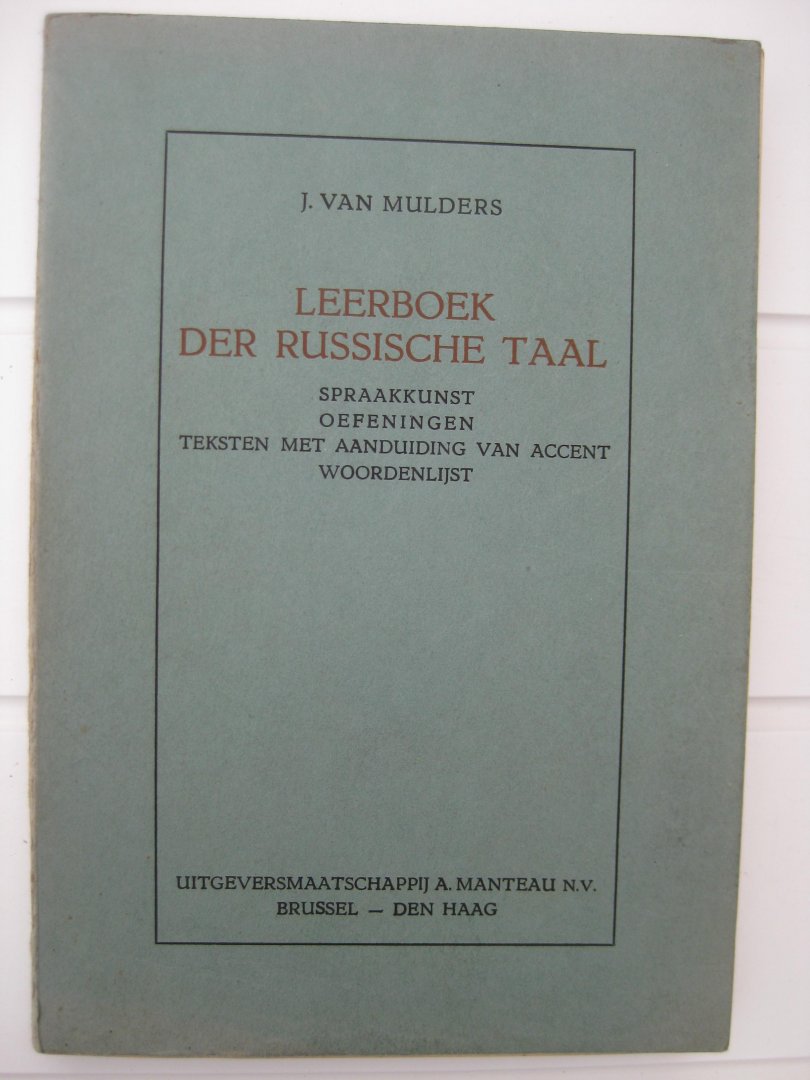 J. VAN MULDERS
LEERBOEK
DER RUSSISCHE TAAL
SPRAAKKUNST
OEFENINGEN
TEKSTEN MET AANDUIDING VAN ACCENT
WOORDENLIJST
UITGEVERSMAATSCHAPPIJ A. MANTEAU N.V.
BRUSSEL — DEN HAAG